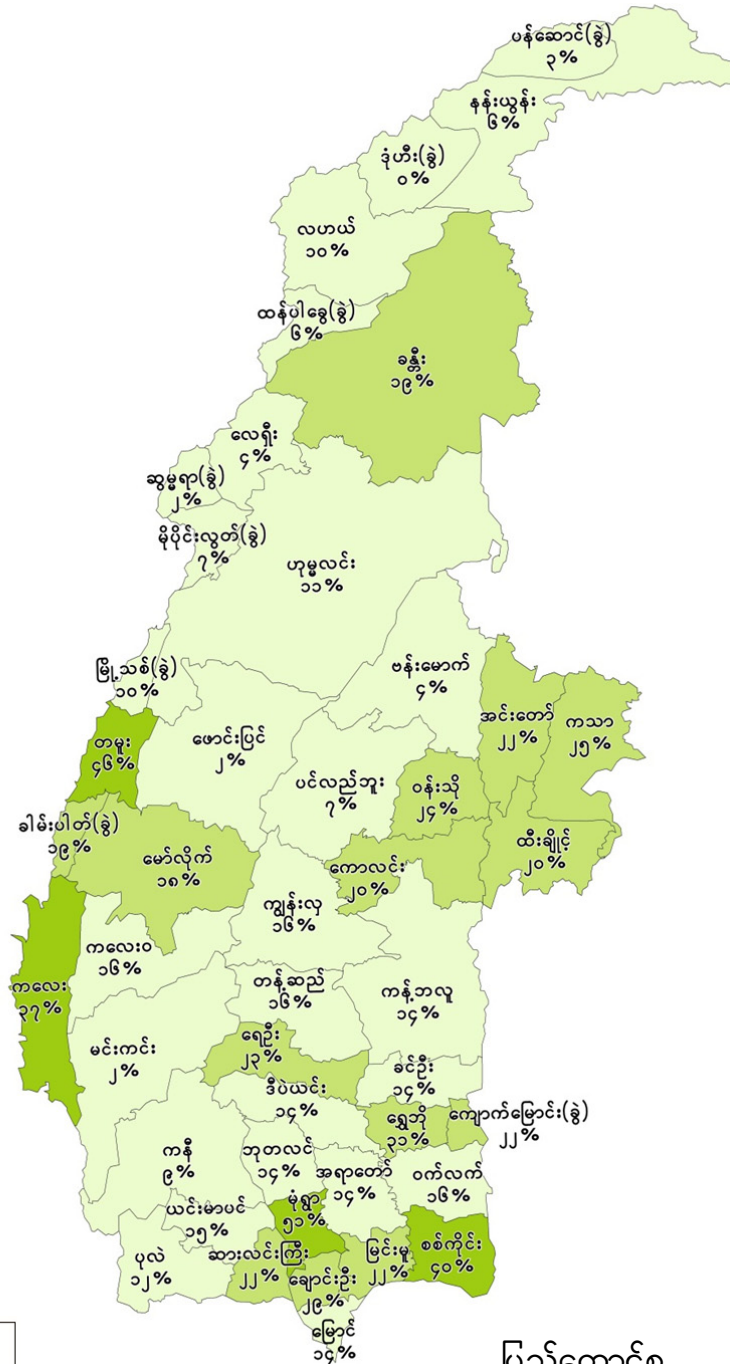 ပန်ဆောင်(ခွဲ)
၃%
နန်းယွန်း
၆%
ဒုံဟီး(ခွဲ)
၀%
လဟယ်
၁၀%
ထန်ပါခွေ(ခွဲ)
၆%
ခန္တီး
၁၉%
လေရှီး
၄%
ဆွမ္မရာ(ခွဲ)
၂%
မိုပိုင်းလွတ်(ခွဲ)
၇%
ဟုမ္မလင်း
၁၁%
မြို့သစ်(ခွဲ)
၁၀%
ဗန်းမောက်
၄%
အင်းတော်
၂၂%
ကသာ
၂၅%
တမူး
၄၆%
ဖောင်းပြင်
၂%
ပင်လည်ဘူး
၇%
ဝန်းသို
၂၄%
ခါမ်းပါတ်(ခွဲ)
၁၉%
မော်လိုက်
၁၈%
ကောလင်း
၂၀%
ထီးချိုင့်
၂၀%
ကျွန်းလှ
၁၆%
ကလေးဝ
၁၆%
ကလေး
၃၇%
တန့်ဆည်
၁၆%
ကန့်ဘလူ
၁၄%
မင်းကင်း
၂%
ရေဦး
၂၃%
ခင်ဦး
၁၄%
ဒီပဲယင်း
၁၄%
ရွှေဘို
၃၁%
ကျောက်မြောင်း(ခွဲ)
၂၂%
ကနီ
၉%
ဘုတလင်
၁၄%
အရာတော်
၁၄%
ဝက်လက်
၁၆%
ယင်းမာပင်
၁၅%
မုံရွာ
၅၁%
ပုလဲ
၁၂%
ဆားလင်းကြီး
၂၂%
ချောင်းဦး
၂၉%
မြင်းမူ
၂၂%
စစ်ကိုင်း
၄၀%
မြောင်
၁၄%